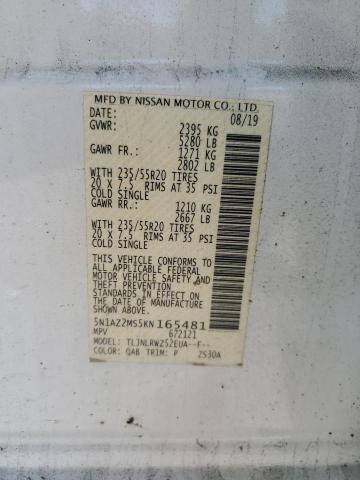 MFD BY NISSAN MOTOR CO., LTD.
DATE: 08/19
GVWR: 2395 KG
5280 LB
GAWR FR.: 1271 KG
2802 LB
WITH 235/55R20 TIRES
20 X 7.5 RIMS AT 35 PSI
COLD SINGLE
GAWR RR.: 1210 KG
2667 LB
WITH 235/55R20 TIRES
20 X 7.5 RIMS AT 35 PSI
COLD SINGLE
THIS VEHICLE CONFORMS TO ALL
APPLICABLE FEDERAL
MOTOR VEHICLE SAFETY AND
THEFT PREVENTION
STANDARDS IN EFFECT ON
THE DATE OF MANUFACTURE
SHOWN ABOVE.
5N1AZ2MS5KN165481
MPV 672121
MODEL: TLJNLRWZ52EUA--F--
COLOR: QAB TRIM: P ZS30A